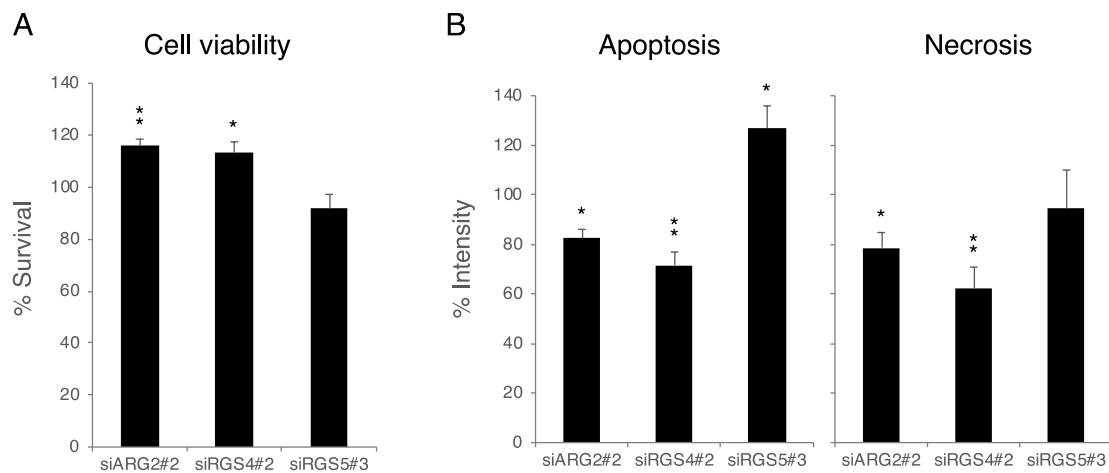 A
Cell viability
% Survival
140
120
100
80
60
40
20
0
**
*
siARG2#2 siRGS4#2 siRGS5#3
B
Apoptosis
% Intensity
140
120
100
80
60
40
20
0
*
**
*
siARG2#2 siRGS4#2 siRGS5#3
Necrosis
*
**
siARG2#2 siRGS4#2 siRGS5#3